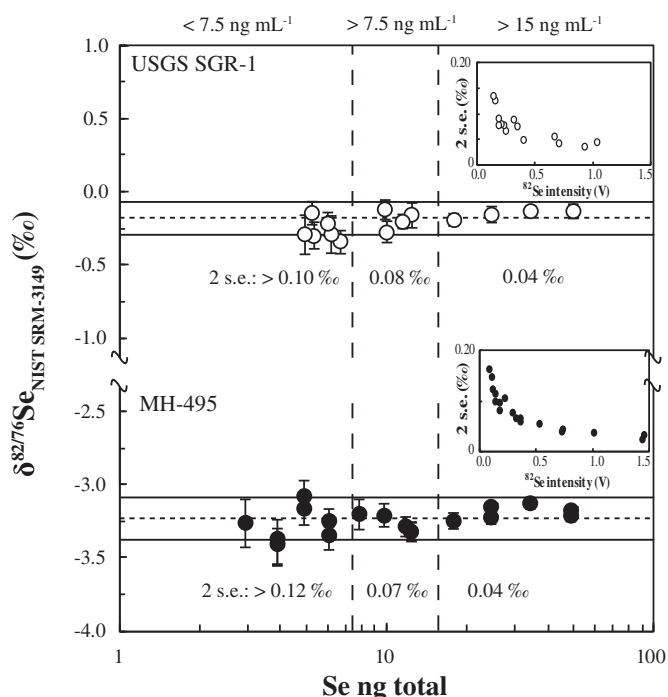 < 7.5 ng mL⁻¹ > 7.5 ng mL⁻¹ > 15 ng mL⁻¹
1.0
USGS SGR-1
0.20
2 s.e. (‰)
0
0.0 0.5 1.0 1.5
⁸²Se intensity (V)
0.5
0.0
-0.5
2 s.e.: > 0.10 ‰ 0.08 ‰ 0.04 ‰
-1.0
δ⁸²/⁷⁶Se NIST SRM-3149 (‰)
0.20
2 s.e. (‰)
0
0.0 0.5 1.0 1.5
⁸²Se intensity (V)
MH-495
-2.5
-3.0
-3.5
2 s.e.: > 0.12 ‰ 0.07 ‰ 0.04 ‰
-4.0
1 10 100
Se ng total